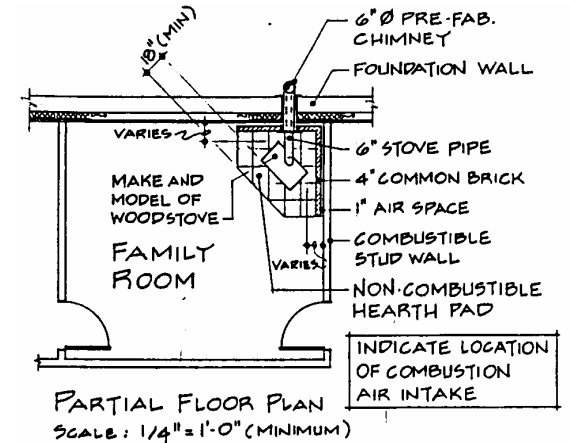 18" (MIN)
6" Ø PRE-FAB.
CHIMNEY
FOUNDATION WALL
VARIES
6" STOVE PIPE
4" COMMON BRICK
1" AIR SPACE
MAKE AND
MODEL OF
WOODSTOVE
FAMILY
ROOM
COMBUSTIBLE
STUD WALL
VARIES
NON-COMBUSTIBLE
HEARTH PAD
INDICATE LOCATION
OF COMBUSTION
AIR INTAKE
PARTIAL FLOOR PLAN
SCALE: 1/4" = 1'-0" (MINIMUM)